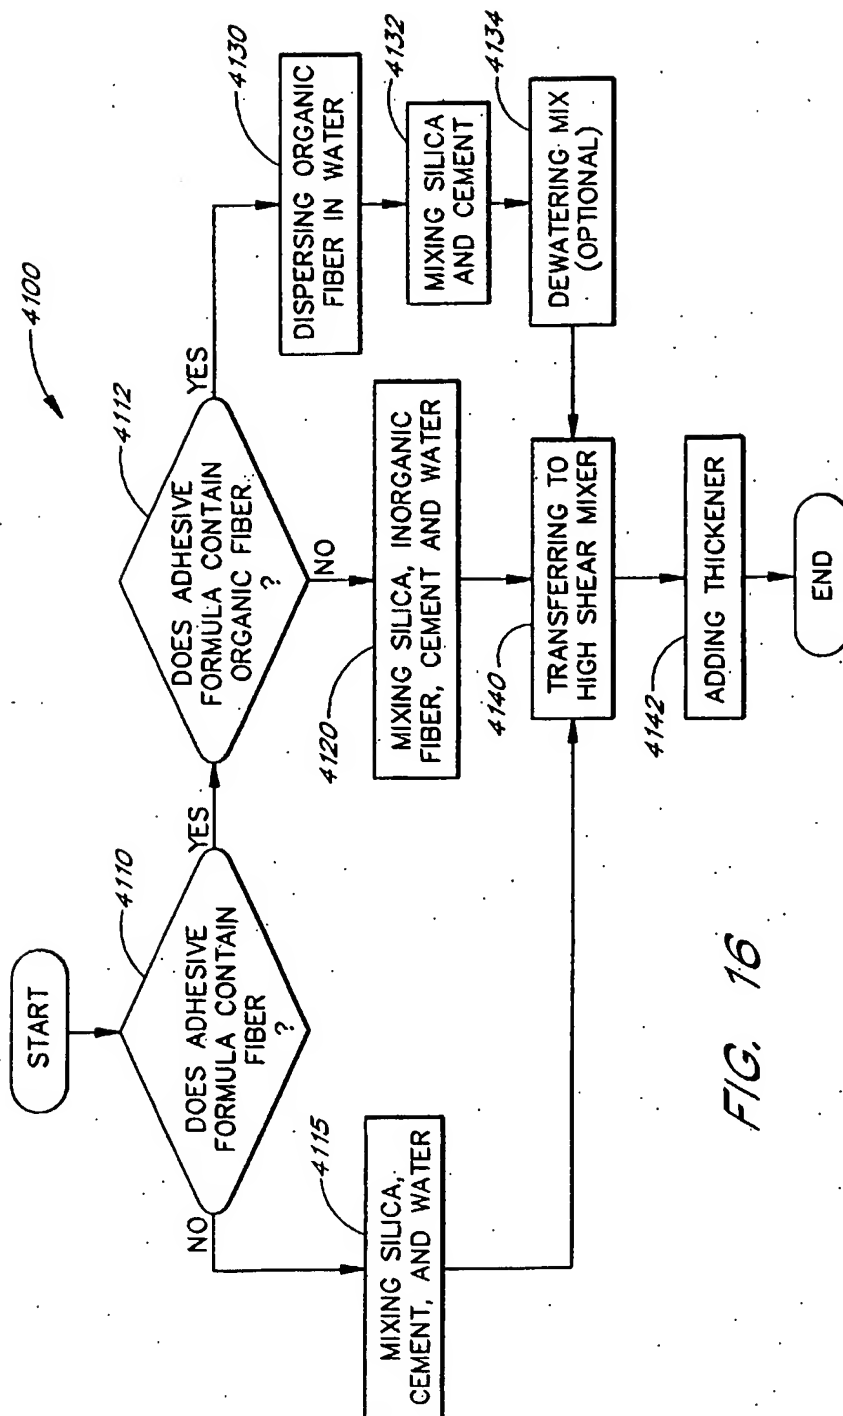 4100
START
4110
DOES ADHESIVE
FORMULA CONTAIN
FIBER
?
YES
NO
4112
DOES ADHESIVE
FORMULA CONTAIN
ORGANIC FIBER
?
YES
NO
4115
MIXING SILICA,
CEMENT, AND WATER
4120
MIXING SILICA, INORGANIC
FIBER, CEMENT AND WATER
4130
DISPERSING ORGANIC
FIBER IN WATER
4132
MIXING SILICA
AND CEMENT
4134
DEWATERING MIX
(OPTIONAL)
4140
TRANSFERRING TO
HIGH SHEAR MIXER
4142
ADDING THICKENER
END
FIG. 16